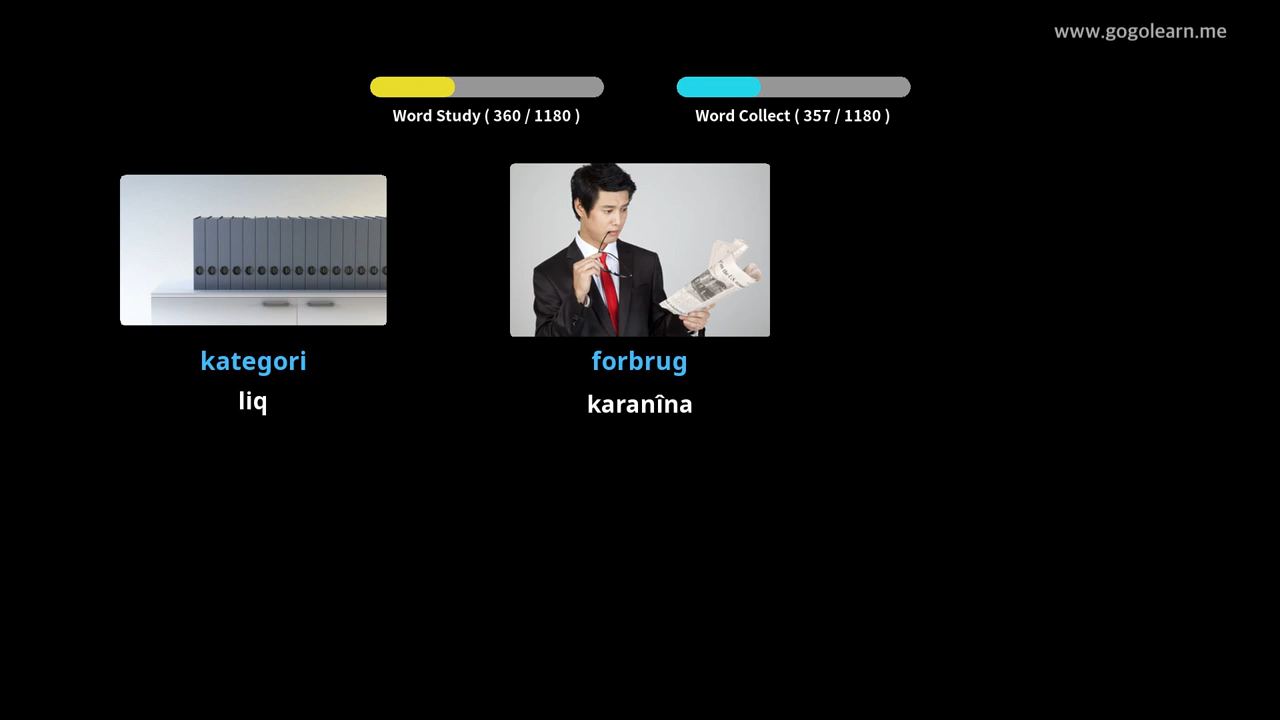 www.gogolearn.me
Word Study ( 360 / 1180 )
Word Collect ( 357 / 1180 )
kategori
liq
forbrug
karanîna